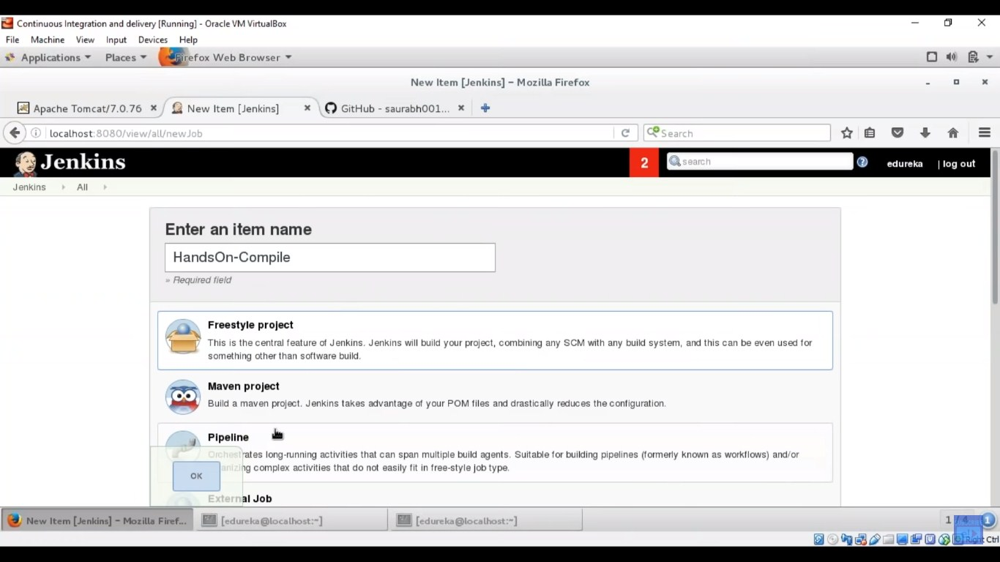 Continuous Integration and delivery [Running] - Oracle VM VirtualBox
File Machine View Input Devices Help
Applications Places Firefox Web Browser
New Item [Jenkins] – Mozilla Firefox
Apache Tomcat/7.0.76 New Item [Jenkins] GitHub - saurabh001...
localhost:8080/view/all/newJob Search
Jenkins 2 search edureka | log out
Jenkins All
Enter an item name
HandsOn-Compile
» Required field
Freestyle project
This is the central feature of Jenkins. Jenkins will build your project, combining any SCM with any build system, and this can be even used for
something other than software build.
Maven project
Build a maven project. Jenkins takes advantage of your POM files and drastically reduces the configuration.
Pipeline
Orchestrates long-running activities that can span multiple build agents. Suitable for building pipelines (formerly known as workflows) and/or
organizing complex activities that do not easily fit in free-style job type.
OK
External Job
New Item [Jenkins] – Mozilla Firef... [edureka@localhost:~] [edureka@localhost:~] 1 / 4 1
Right Ctrl